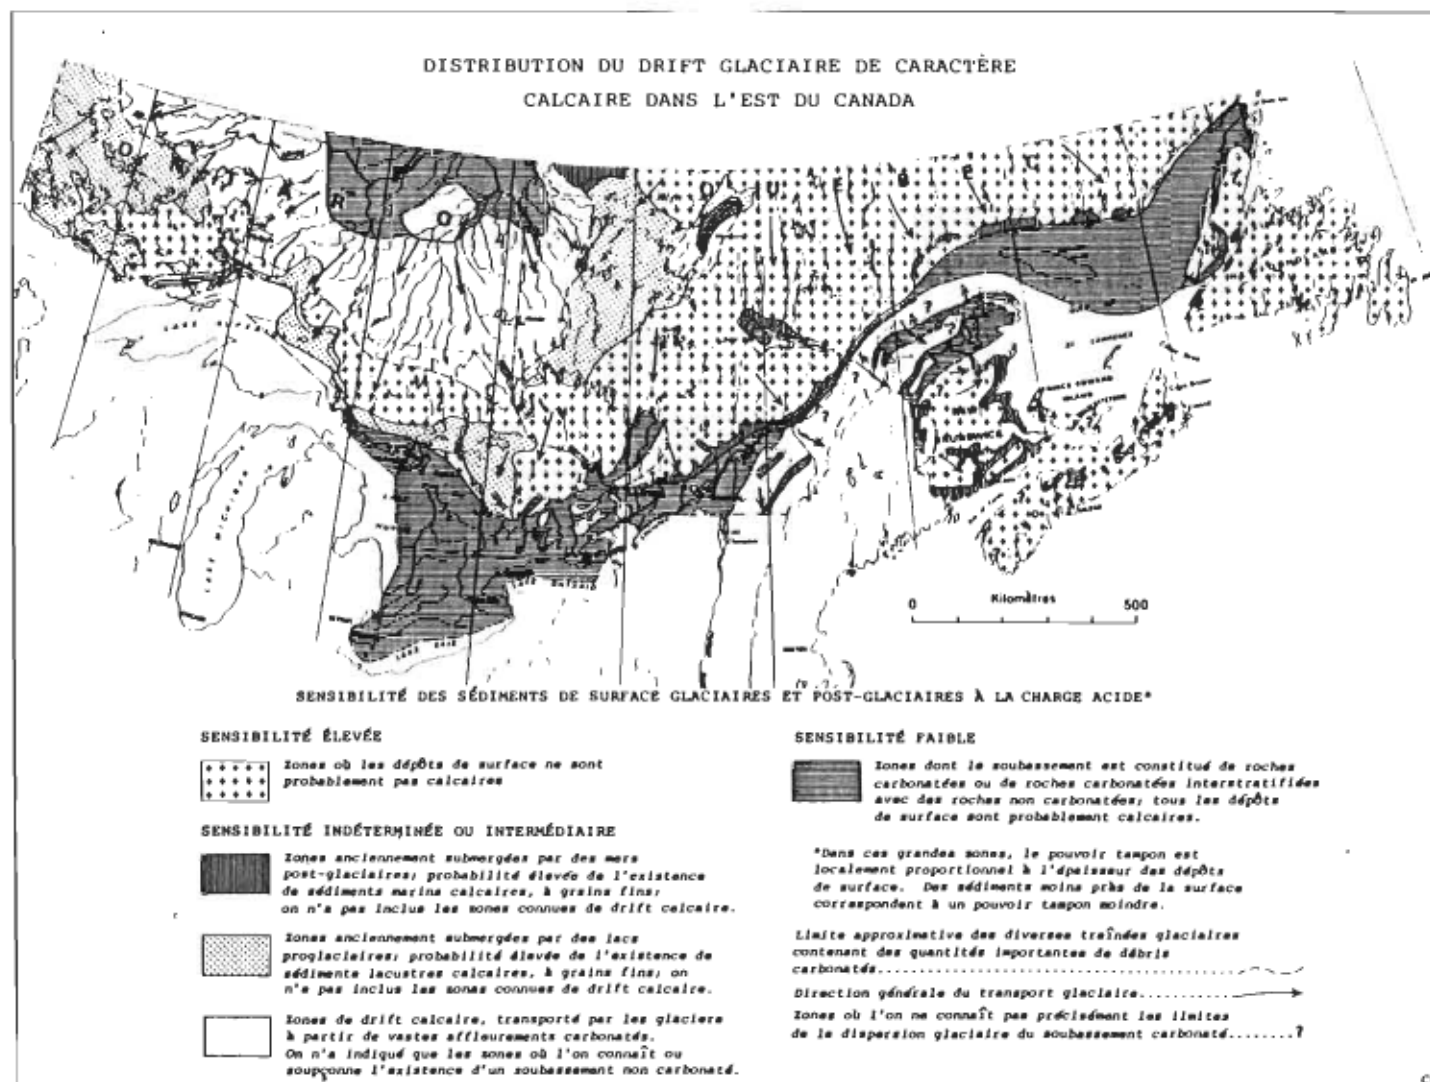 DISTRIBUTION DU DRIFT GLACIAIRE DE CARACTÈRE
CALCAIRE DANS L'EST DU CANADA
LAKE MICHIGAN
LAKE ERIE
Kilomètres
0 500
SENSIBILITÉ DES SÉDIMENTS DE SURFACE GLACIAIRES ET POST-GLACIAIRES À LA CHARGE ACIDE*
SENSIBILITÉ ÉLEVÉE
Zones où les dépôts de surface ne sont
probablement pas calcaires
SENSIBILITÉ INDÉTERMINÉE OU INTERMÉDIAIRE
Zones anciennement submergées par des mers
post-glaciaires; probabilité élevée de l'existence
de sédiments marins calcaires, à grains fins;
on n'a pas inclus les zones connues de drift calcaire.
Zones anciennement submergées par des lacs
proglaciaires; probabilité élevée de l'existence de
sédiments lacustres calcaires, à grains fins; on
n'a pas inclus les zones connues de drift calcaire.
Zones de drift calcaire, transporté par les glaciers
à partir de vastes affleurements carbonatés.
On n'a indiqué que les zones où l'on connaît ou
soupçonne l'existence d'un soubassement non carbonaté.
SENSIBILITÉ FAIBLE
Zones dont le soubassement est constitué de roches
carbonatées ou de roches carbonatées interstratifiées
avec des roches non carbonatées; tous les dépôts
de surface sont probablement calcaires.
*Dans ces grandes zones, le pouvoir tampon est
localement proportionnel à l'épaisseur des dépôts
de surface. Des sédiments moins près de la surface
correspondent à un pouvoir tampon moindre.
Limite approximative des diverses traînées glaciaires
contenant des quantités importantes de débris
carbonatés
Direction générale du transport glaciaire
Zones où l'on ne connaît pas précisément les limites
de la dispersion glaciaire du soubassement carbonaté........?